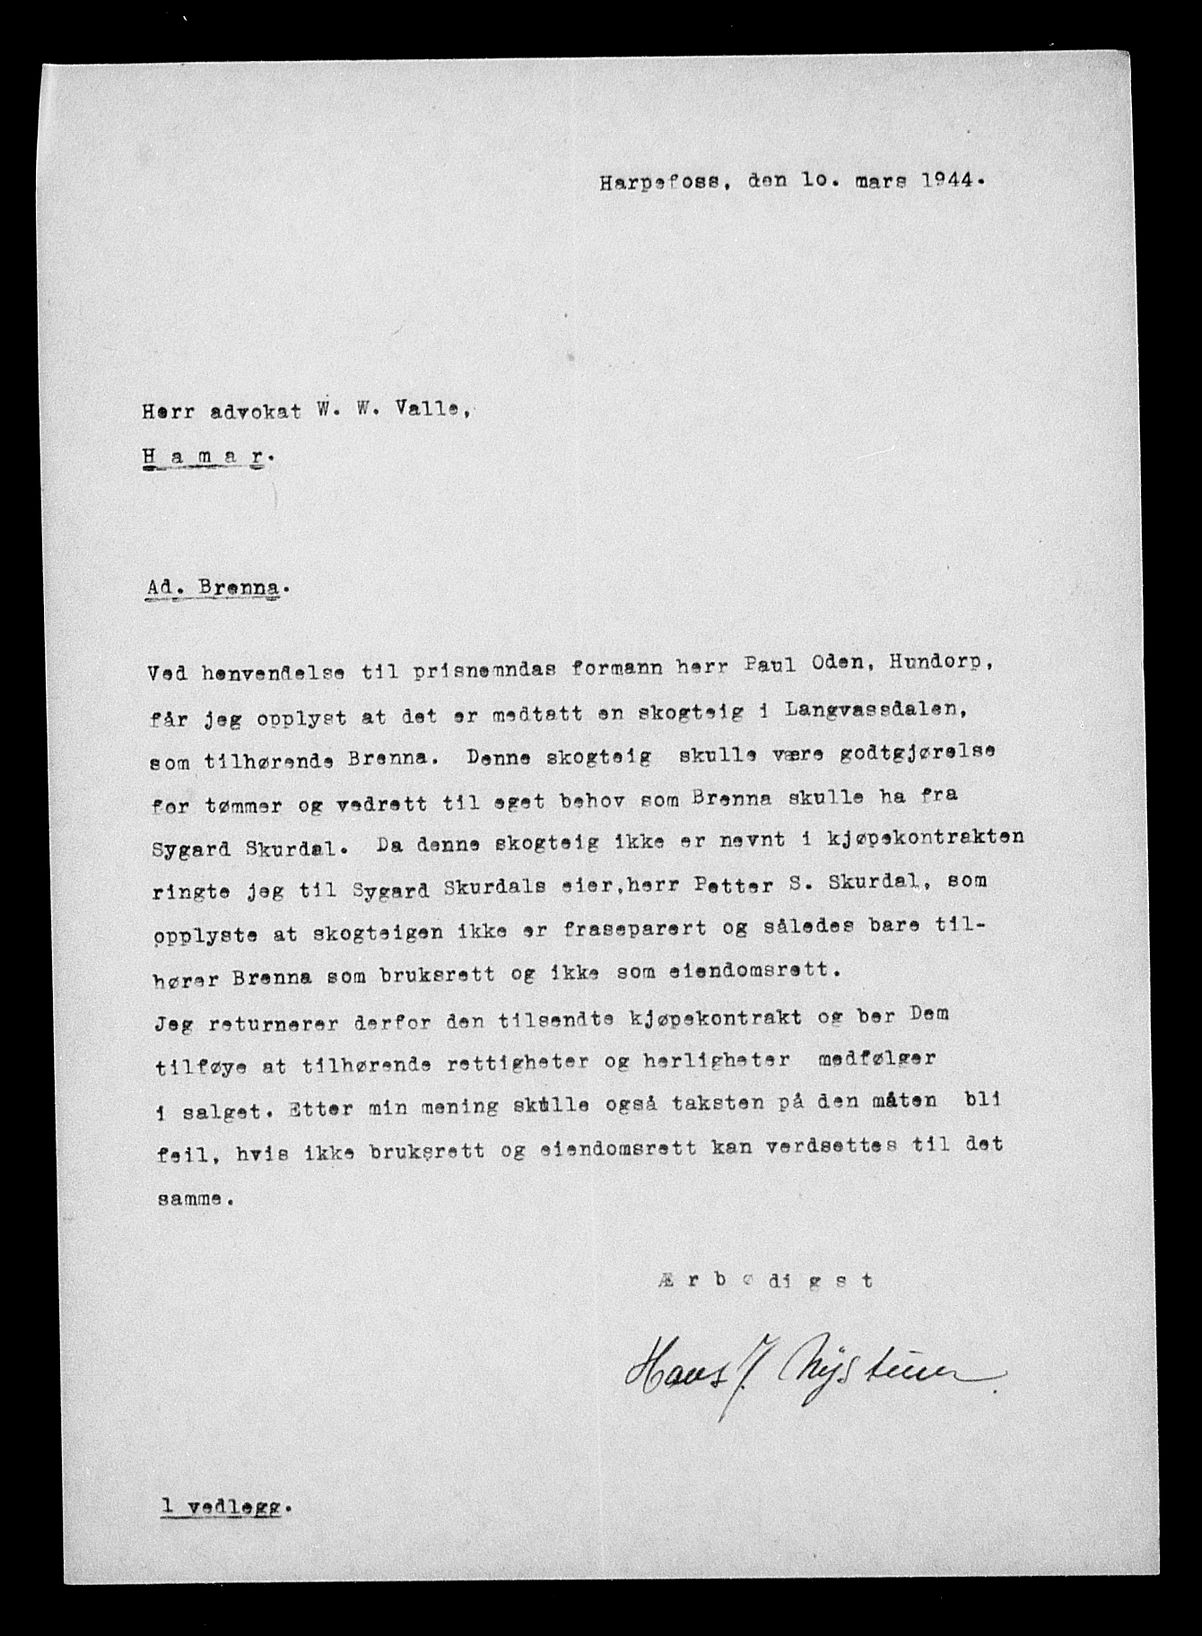 Harpefoss, den 10. mars 1944.
Herr advokat W. W. Valle,
H a m a r.
Ad. Brenna.
Ved henvendelse til prisnemndas formann herr Paul Oden, Hundorp,
får jeg opplyst at det er medtatt en skogteig i Langvassdalen,
som tilhørende Brenna. Denne skogteig skulle være godtgjørelse
for tømmer og vedrett til eget behov som Brenna skulle ha fra
Sygard Skurdal. Da denne skogteig ikke er nevnt i kjøpekontrakten
ringte jeg til Sygard Skurdals eier,herr Petter S. Skurdal, som
opplyste at skogteigen ikke er fraseparert og således bare til-
hører Brenna som bruksrett og ikke som eiendomsrett.
Jeg returnerer derfor den tilsendte kjøpekontrakt og ber Dem
tilføye at tilhørende rettigheter og herligheter medfølger
i salget. Etter min mening skulle også taksten på den måten bli
feil, hvis ikke bruksrett og eiendomsrett kan verdsettes til det
samme.
Æ r b ø di g s t
Hans J. Nystuen.
1 vedlegg.